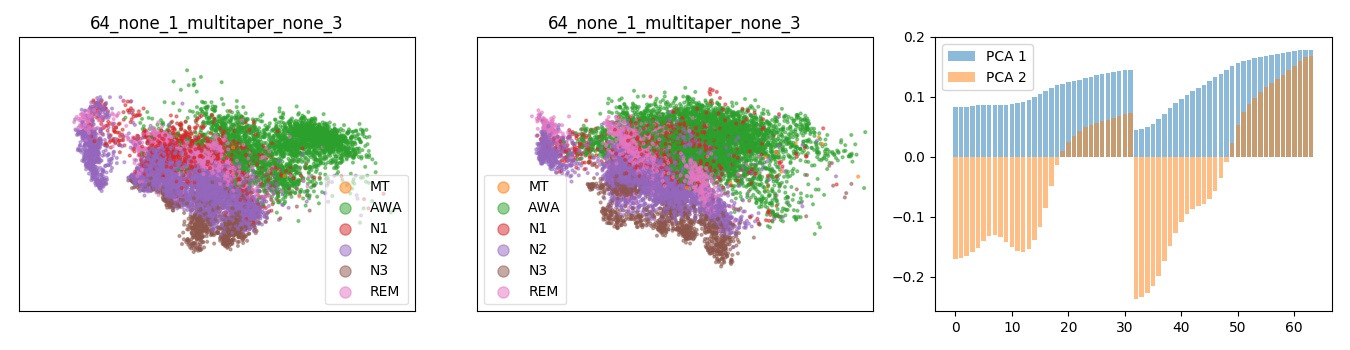 64_none_1_multitaper_none_3
MT
AWA
N1
N2
N3
REM
64_none_1_multitaper_none_3
MT
AWA
N1
N2
N3
REM
PCA 1
PCA 2
0.2
0.1
0.0
−0.1
−0.2
0 10 20 30 40 50 60